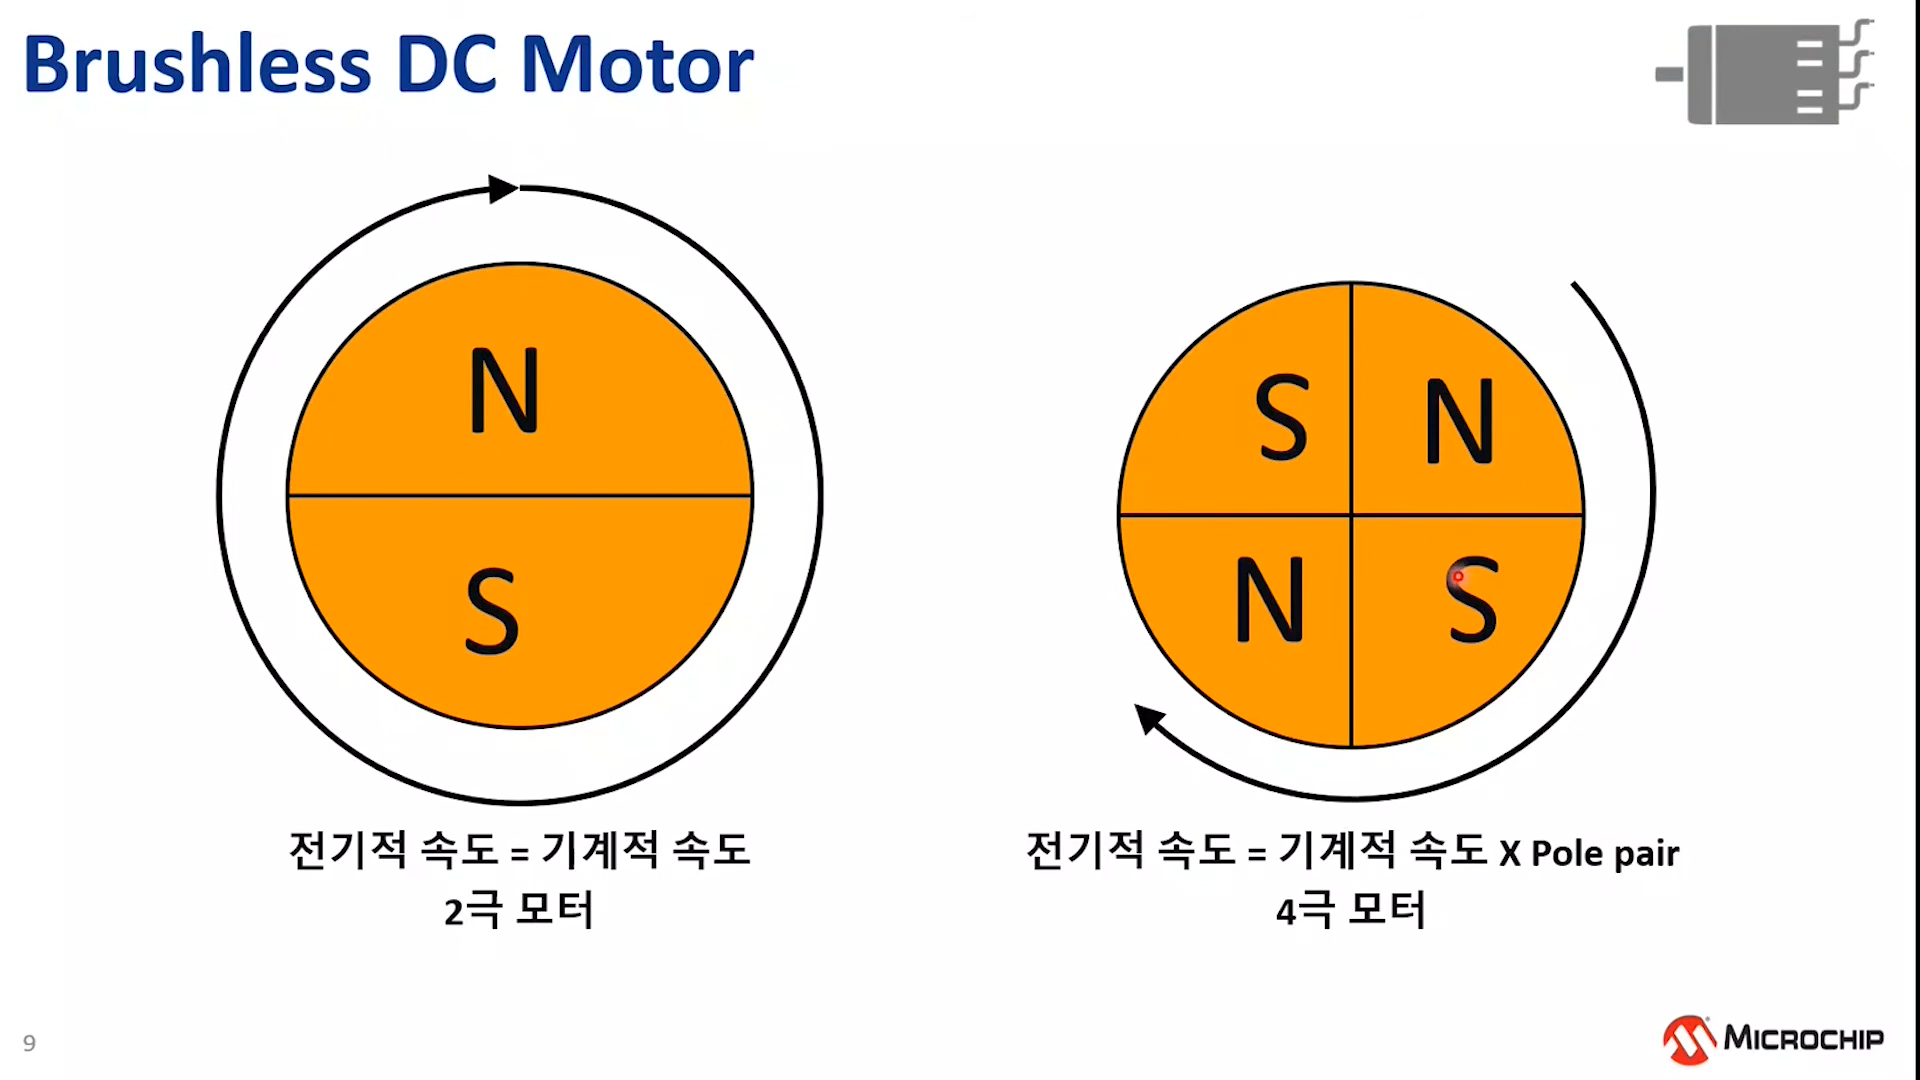 Brushless DC Motor
N
S
S
N
N
S
전기적 속도 = 기계적 속도
2극 모터
전기적 속도 = 기계적 속도 X Pole pair
4극 모터
9
MICROCHIP